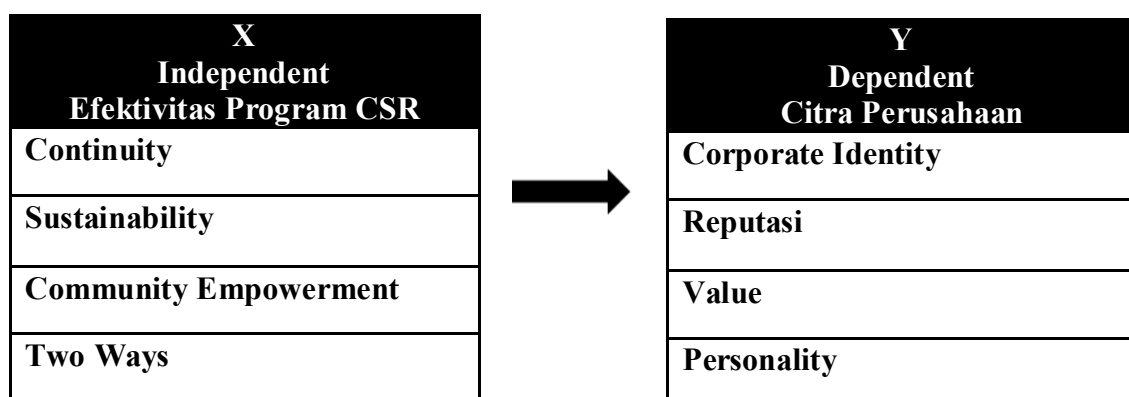 X
Independent
Efektivitas Program CSR
Continuity
Sustainability
Community Empowerment
Two Ways
Y
Dependent
Citra Perusahaan
Corporate Identity
Reputasi
Value
Personality